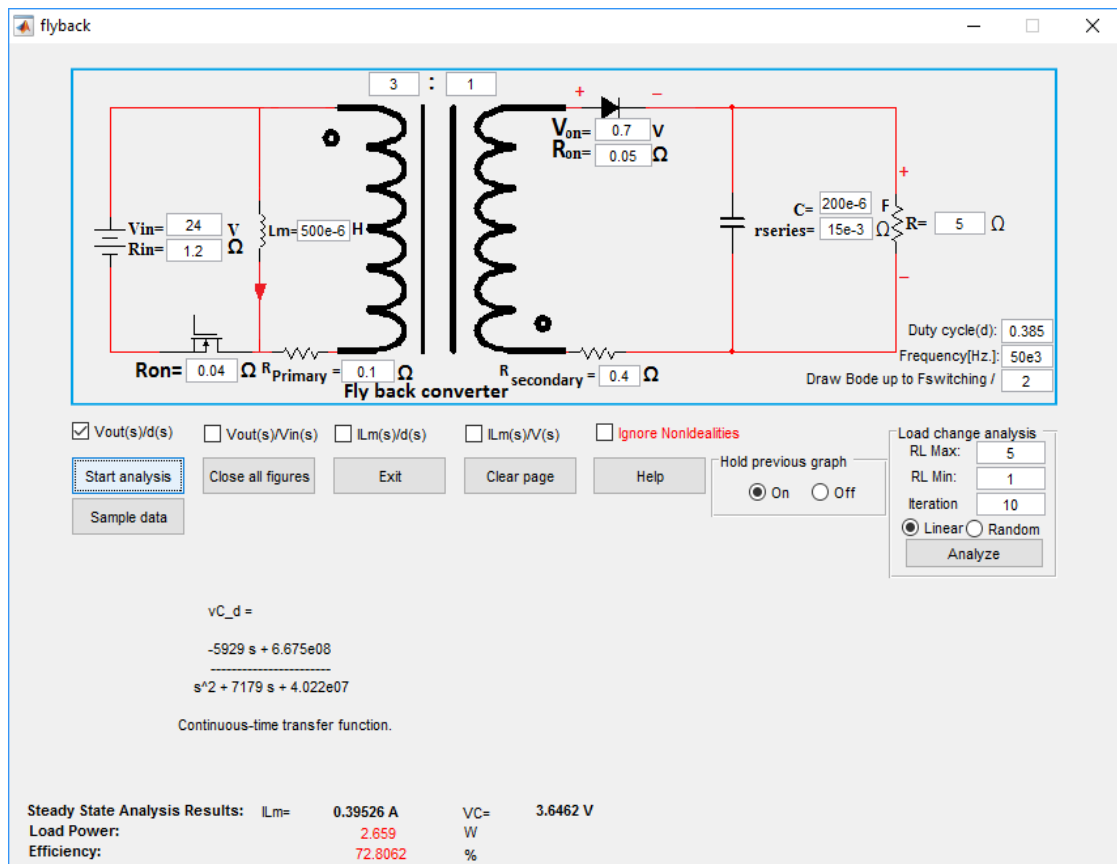 flyback
3 : 1
+ −
Von= 0.7 V
Ron= 0.05 Ω
Vin= 24 V
Rin= 1.2 Ω
Lm= 500e-6 H
C= 200e-6 F
rseries= 15e-3 Ω
+
R= 5 Ω
−
Ron= 0.04 Ω
R Primary = 0.1 Ω
R secondary = 0.4 Ω
Fly back converter
Duty cycle(d): 0.385
Frequency[Hz.]: 50e3
Draw Bode up to Fswitching / 2
Vout(s)/d(s) Vout(s)/Vin(s) ILm(s)/d(s) ILm(s)/V(s) Ignore NonIdealities
Start analysis Close all figures Exit Clear page Help
Sample data
Hold previous graph
On Off
Load change analysis
RL Max: 5
RL Min: 1
Iteration 10
Linear Random
Analyze
vC_d =
-5929 s + 6.675e08
-----------------------
s^2 + 7179 s + 4.022e07
Continuous-time transfer function.
Steady State Analysis Results: ILm= 0.39526 A VC= 3.6462 V
Load Power: 2.659 W
Efficiency: 72.8062 %